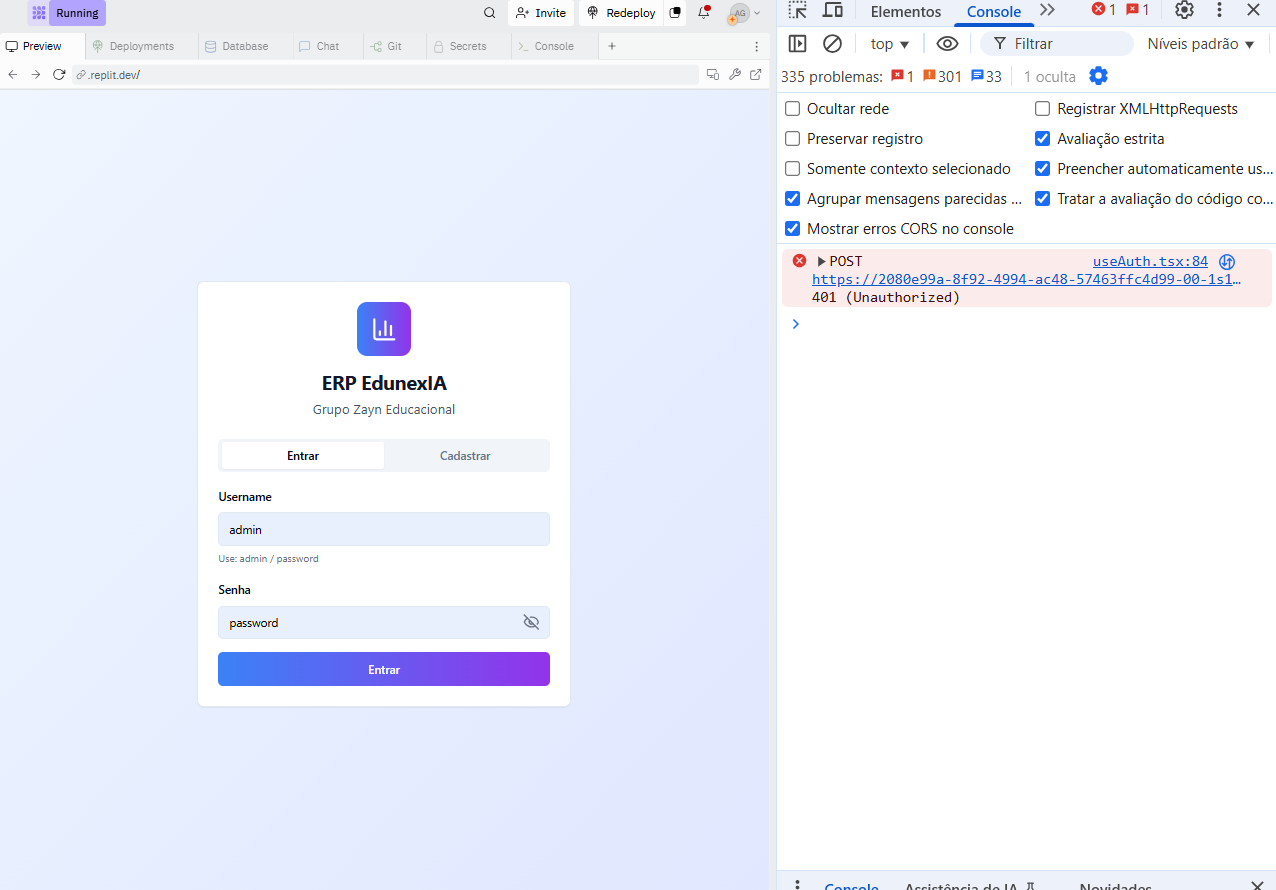 Running
Invite
Redeploy
AG
Preview
Deployments
Database
Chat
Git
Secrets
Console
.replit.dev/
ERP EdunexIA
Grupo Zayn Educacional
Entrar
Cadastrar
Username
admin
Use: admin / password
Senha
password
Entrar
Elementos
Console
1
1
top
Filtrar
Níveis padrão
335 problemas: 1 301 33
1 oculta
Ocultar rede
Registrar XMLHttpRequests
Preservar registro
Avaliação estrita
Somente contexto selecionado
Preencher automaticamente us...
Agrupar mensagens parecidas ...
Tratar a avaliação do código co...
Mostrar erros CORS no console
POST
useAuth.tsx:84
https://2080e99a-8f92-4994-ac48-57463ffc4d99-00-1s1…
401 (Unauthorized)
Console
Assistência de IA
Novidades